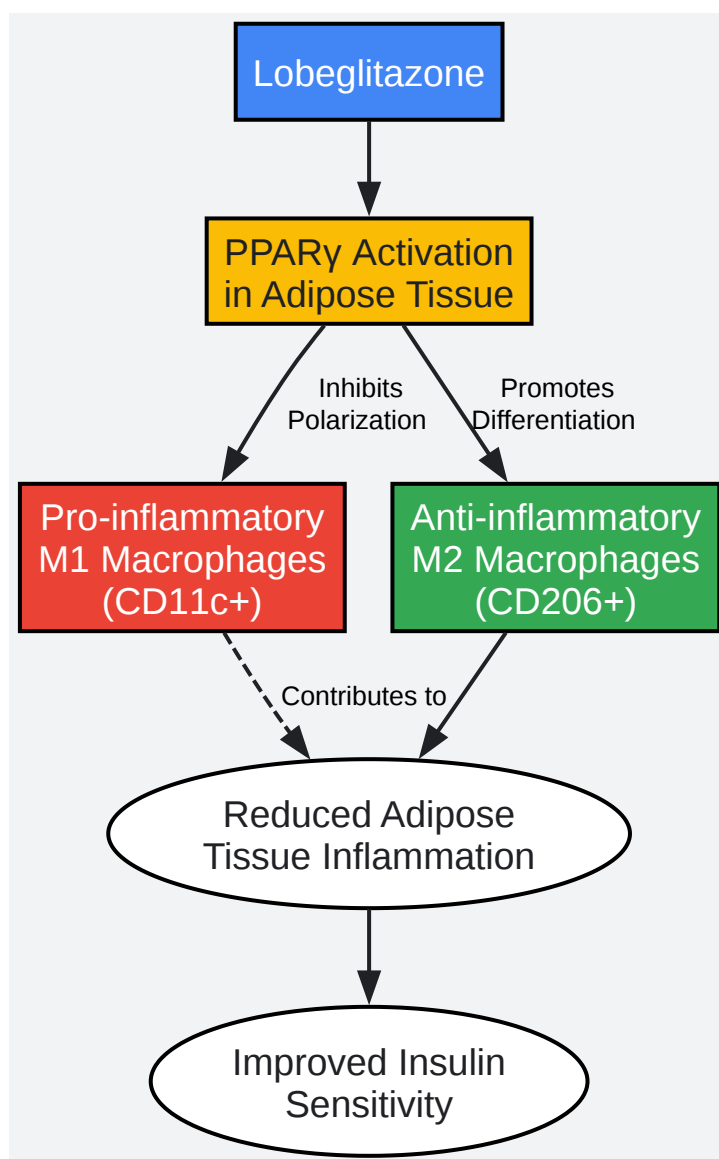 Lobeglitazone
PPARγ Activation
in Adipose Tissue
Inhibits
Polarization
Promotes
Differentiation
Pro-inflammatory
M1 Macrophages
(CD11c+)
Anti-inflammatory
M2 Macrophages
(CD206+)
Contributes to
Reduced Adipose
Tissue Inflammation
Improved Insulin
Sensitivity